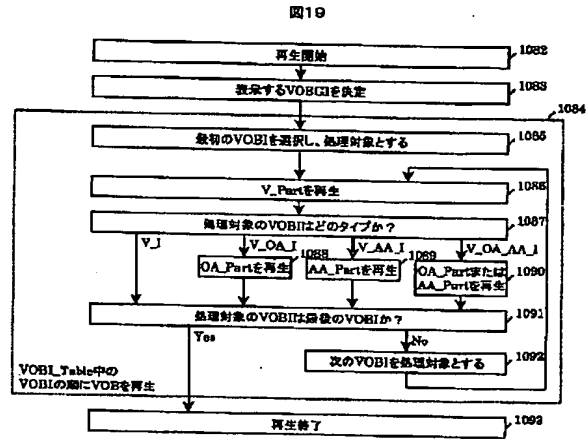 図19
再生開始
1082
表示するVOBGIを決定
1083
1084
最初のVOBIを選択し、処理対象とする
1085
V_Partを再生
1086
処理対象のVOBIはどのタイプか？
1087
V_I
V_OA_I
V_AA_I
V_OA_AA_I
1088
OA_Partを再生
1089
AA_Partを再生
1090
OA_Partまたは
AA_Partを再生
処理対象のVOBIは最後のVOBIか？
1091
Yes
No
次のVOBIを処理対象とする
1092
VOBI_Table中の
VOBIの順にVOBを再生
再生終了
1093